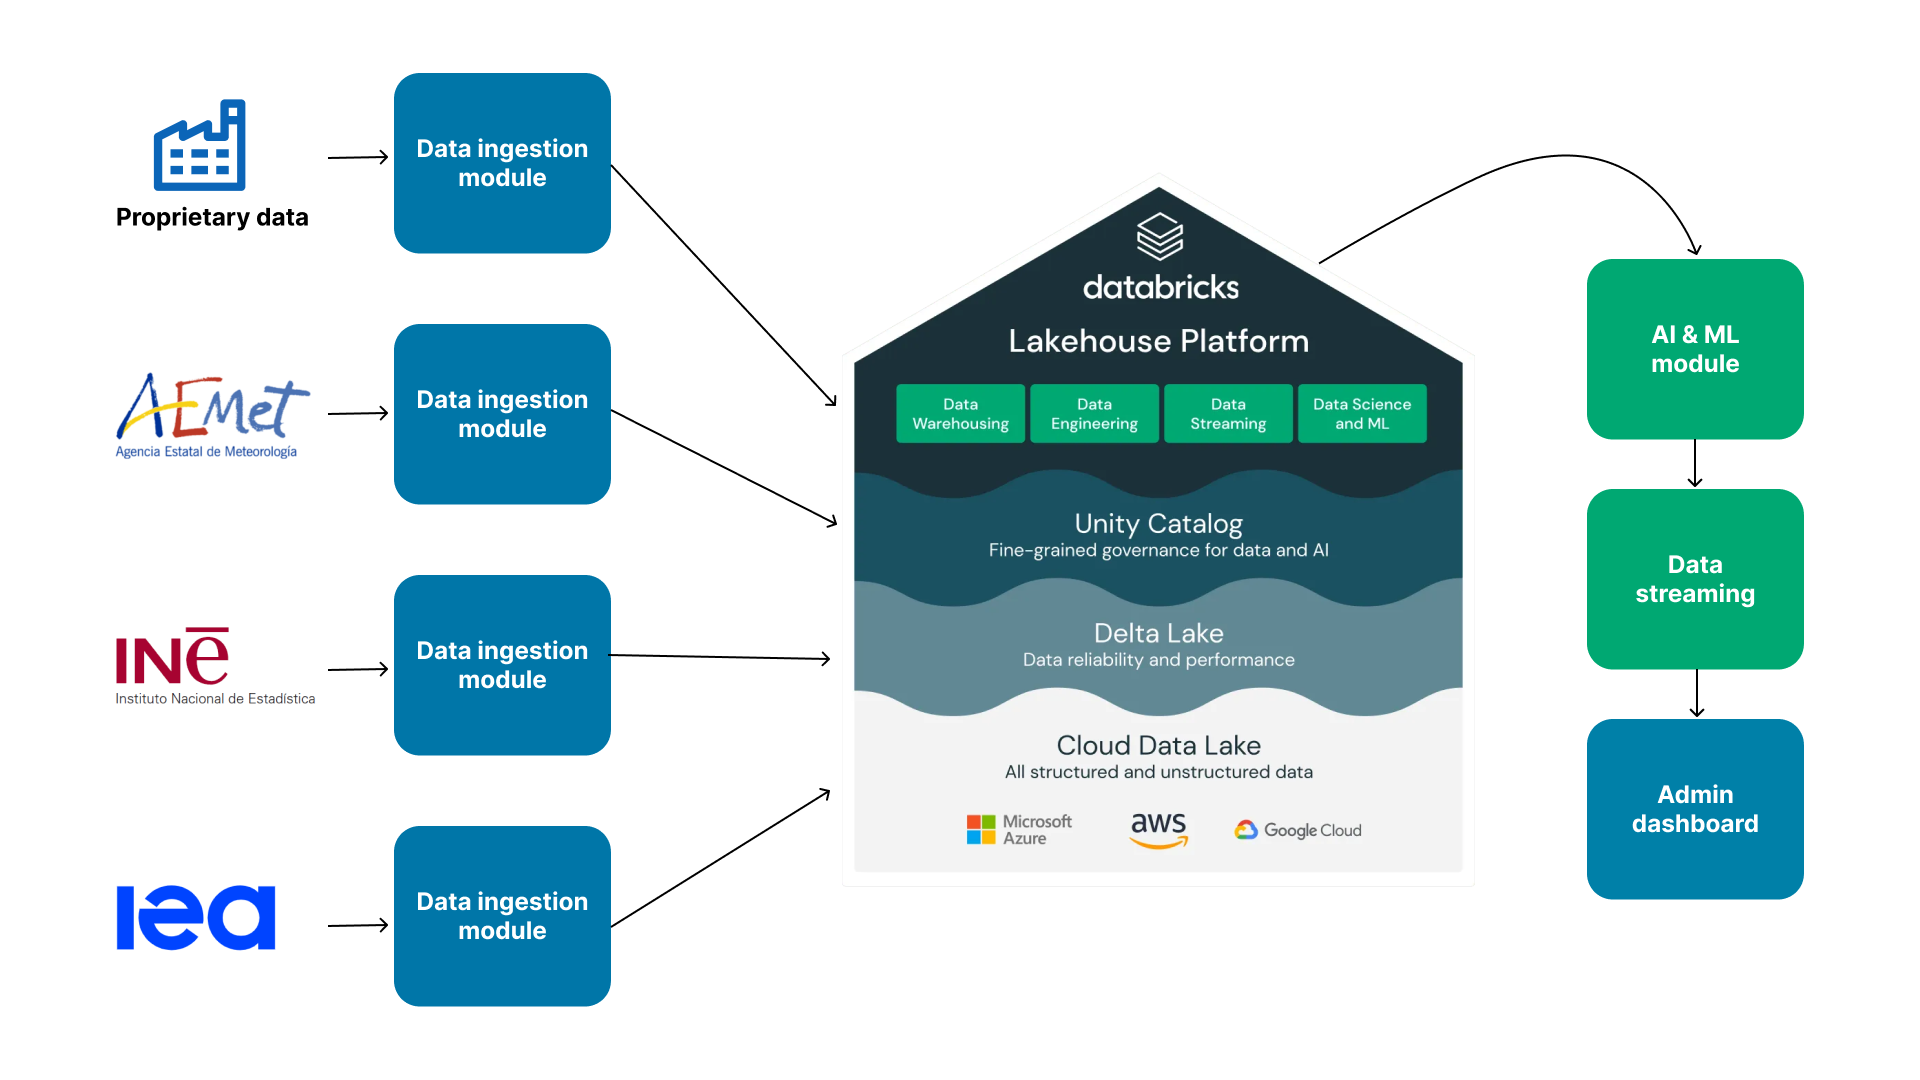 Proprietary data
Data ingestion
module
AEMet
Agencia Estatal de Meteorología
Data ingestion
module
INe
Instituto Nacional de Estadística
Data ingestion
module
iea
Data ingestion
module
databricks
Lakehouse Platform
Data
Warehousing
Data
Engineering
Data
Streaming
Data Science
and ML
Unity Catalog
Fine-grained governance for data and AI
Delta Lake
Data reliability and performance
Cloud Data Lake
All structured and unstructured data
Microsoft
Azure
aws
Google Cloud
AI & ML
module
Data
streaming
Admin
dashboard